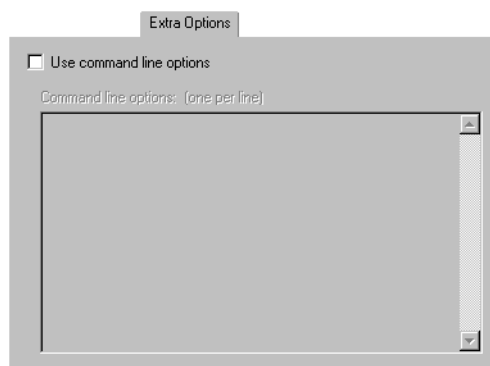 Extra Options
Use command line options
Command line options: (one per line)